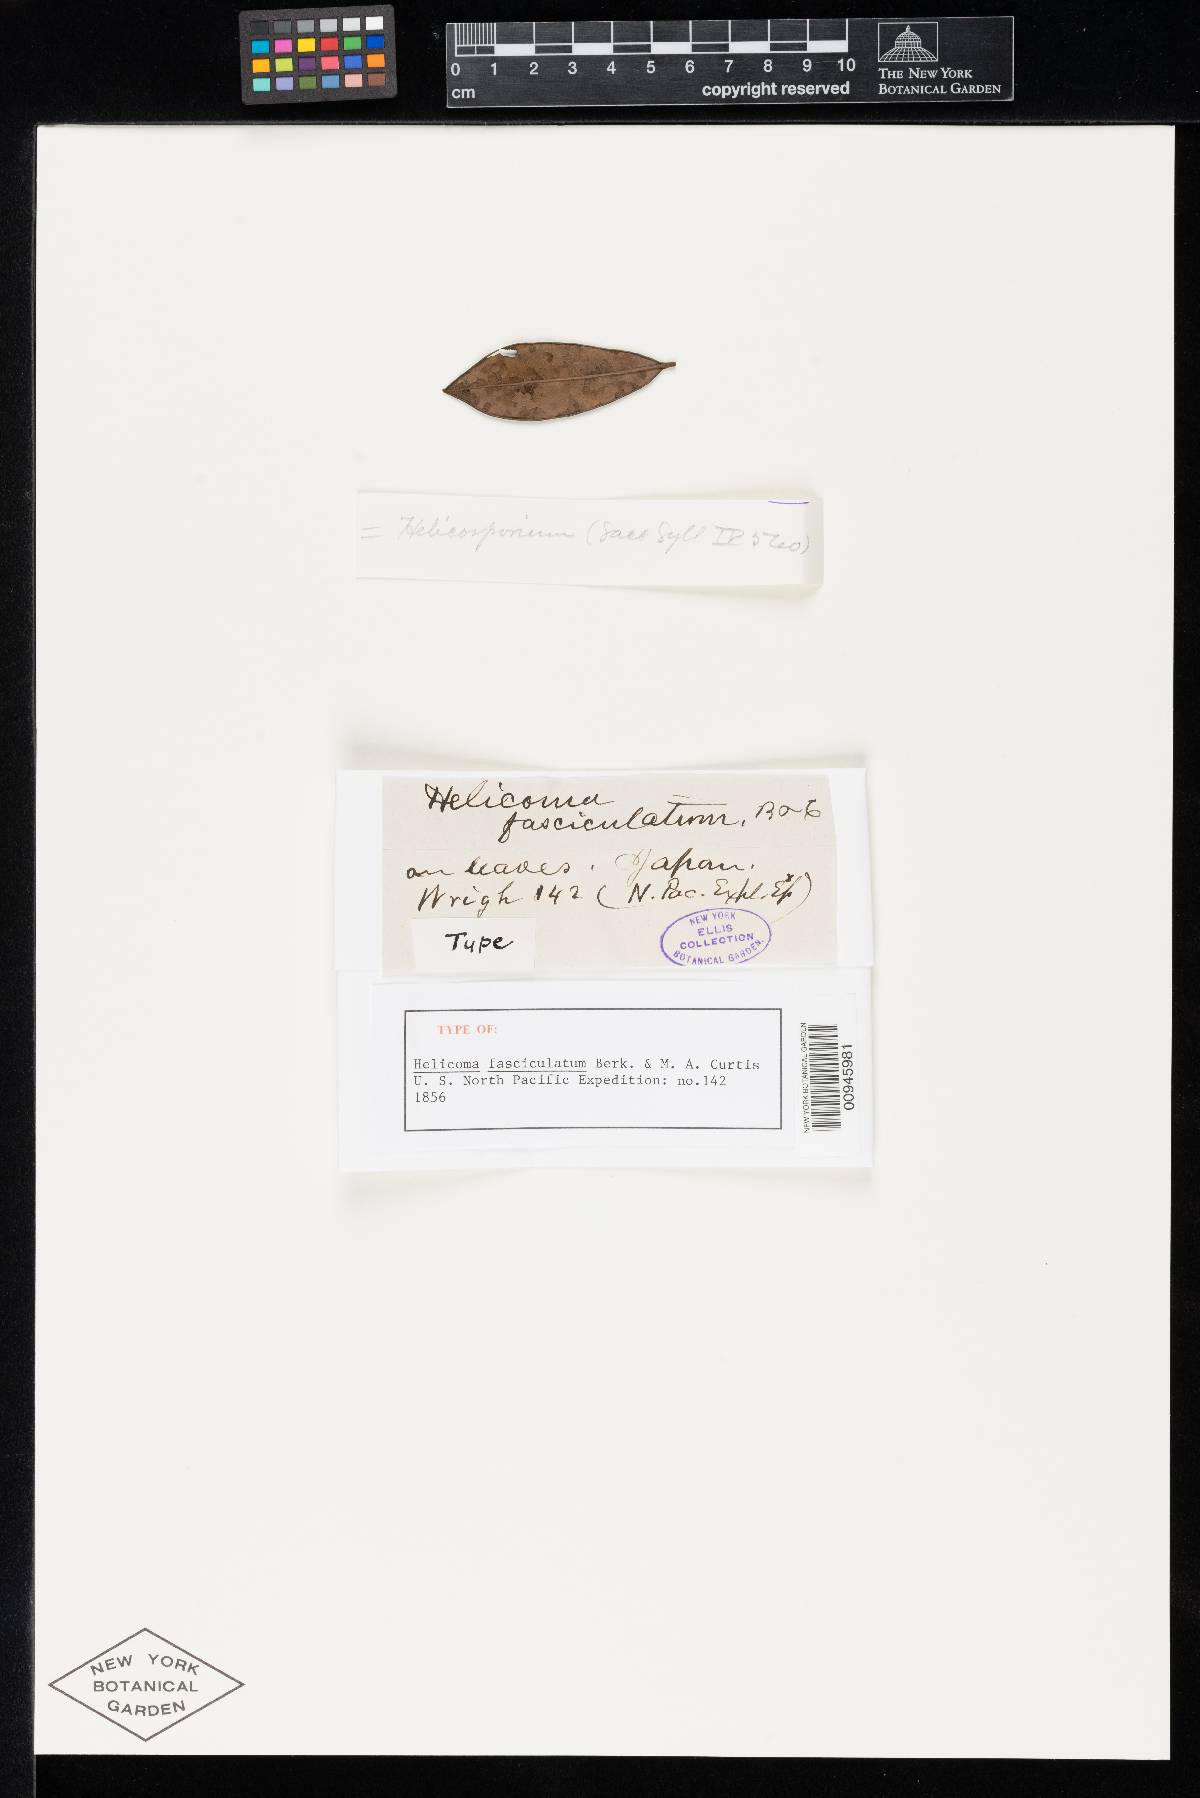 0 1 2 3 4 5 6 7 8 9 10
cm
copyright reserved
THE NEW YORK
BOTANICAL GARDEN
= Helicosporium (Sacc Syll IV 5760)
Helicoma
fasciculatum, B & C
on leaves. Japan.
Wrigh 142 (N. Pac. Expl. Ex)
Type
NEW YORK
ELLIS
COLLECTION
BOTANICAL GARDEN.
TYPE OF:
Helicoma fasciculatum Berk. & M. A. Curtis
U. S. North Pacific Expedition: no.142
1856
NEW YORK BOTANICAL GARDEN
00945981
NEW YORK
BOTANICAL
GARDEN